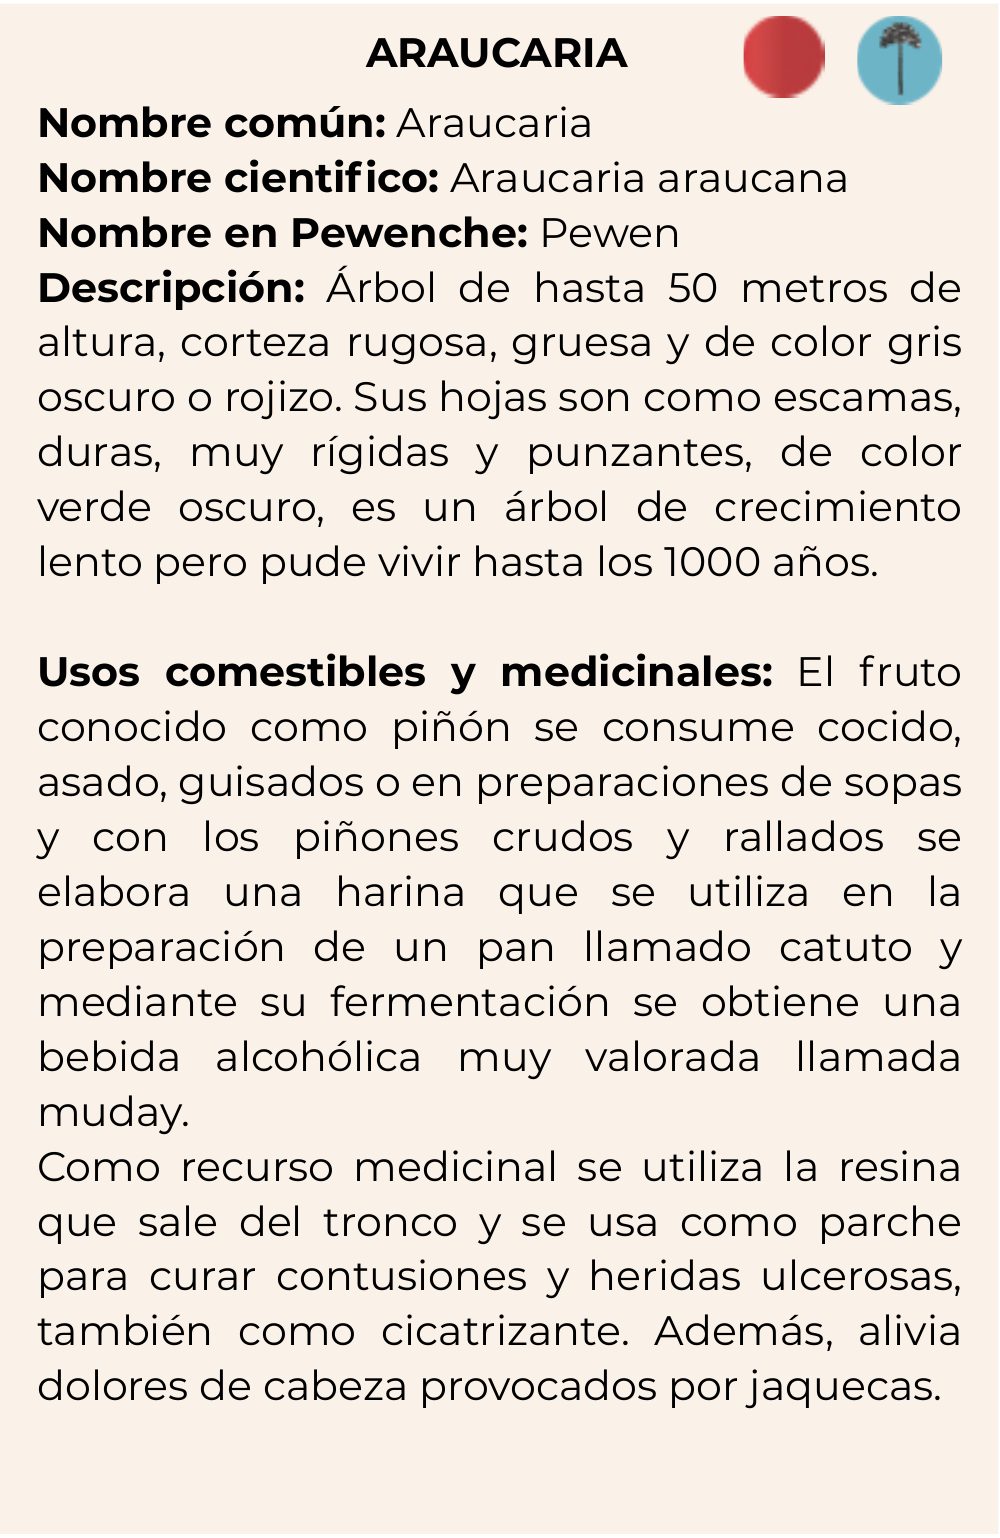 ARAUCARIA
Nombre común: Araucaria
Nombre cientifico: Araucaria araucana
Nombre en Pewenche: Pewen
Descripción: Árbol de hasta 50 metros de
altura, corteza rugosa, gruesa y de color gris
oscuro o rojizo. Sus hojas son como escamas,
duras, muy rígidas y punzantes, de color
verde oscuro, es un árbol de crecimiento
lento pero pude vivir hasta los 1000 años.
Usos comestibles y medicinales: El fruto
conocido como piñón se consume cocido,
asado, guisados o en preparaciones de sopas
y con los piñones crudos y rallados se
elabora una harina que se utiliza en la
preparación de un pan llamado catuto y
mediante su fermentación se obtiene una
bebida alcohólica muy valorada llamada
muday.
Como recurso medicinal se utiliza la resina
que sale del tronco y se usa como parche
para curar contusiones y heridas ulcerosas,
también como cicatrizante. Además, alivia
dolores de cabeza provocados por jaquecas.